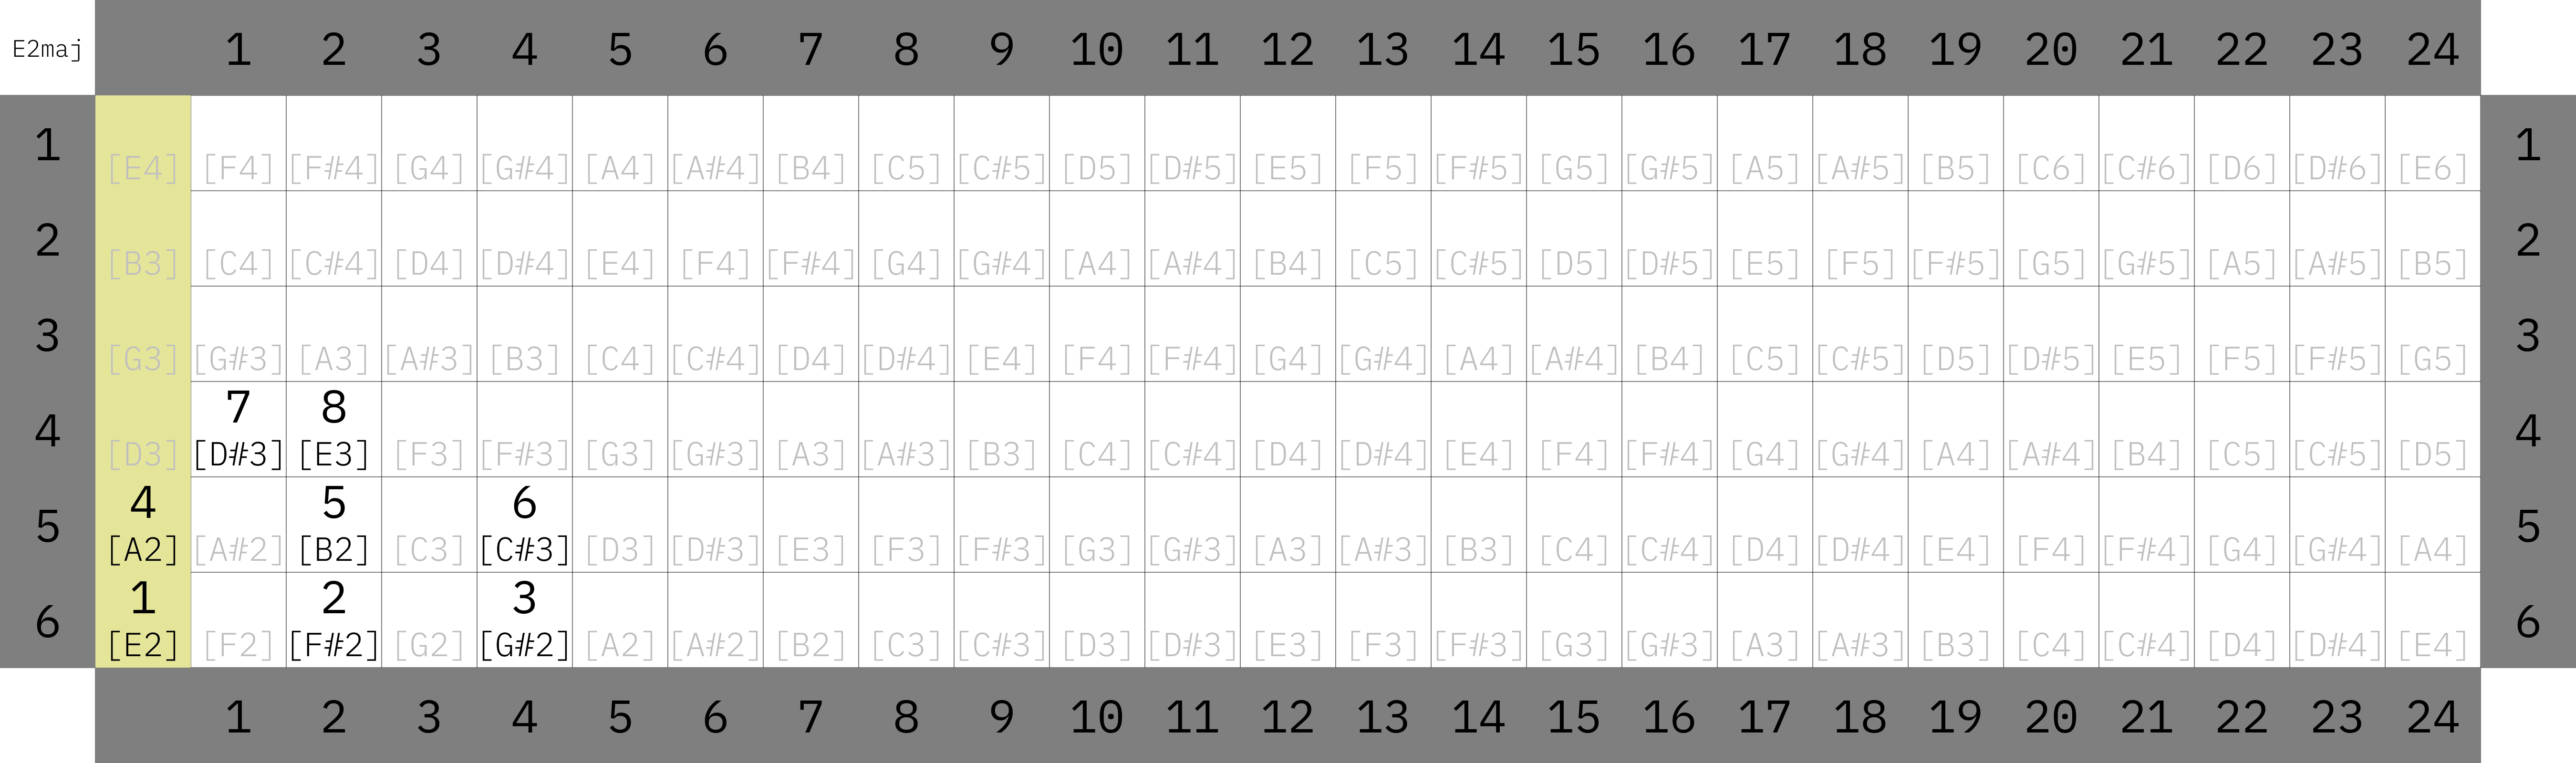 E2maj 1 2 3 4 5 6 7 8 9 10 11 12 13 14 15 16 17 18 19 20 21 22 23 24
1 [E4] [F4] [F#4] [G4] [G#4] [A4] [A#4] [B4] [C5] [C#5] [D5] [D#5] [E5] [F5] [F#5] [G5] [G#5] [A5] [A#5] [B5] [C6] [C#6] [D6] [D#6] [E6] 1
2 [B3] [C4] [C#4] [D4] [D#4] [E4] [F4] [F#4] [G4] [G#4] [A4] [A#4] [B4] [C5] [C#5] [D5] [D#5] [E5] [F5] [F#5] [G5] [G#5] [A5] [A#5] [B5] 2
3 [G3] [G#3] [A3] [A#3] [B3] [C4] [C#4] [D4] [D#4] [E4] [F4] [F#4] [G4] [G#4] [A4] [A#4] [B4] [C5] [C#5] [D5] [D#5] [E5] [F5] [F#5] [G5] 3
7 8
4 [D3] [D#3] [E3] [F3] [F#3] [G3] [G#3] [A3] [A#3] [B3] [C4] [C#4] [D4] [D#4] [E4] [F4] [F#4] [G4] [G#4] [A4] [A#4] [B4] [C5] [C#5] [D5] 4
4 5 6
5 [A2] [A#2] [B2] [C3] [C#3] [D3] [D#3] [E3] [F3] [F#3] [G3] [G#3] [A3] [A#3] [B3] [C4] [C#4] [D4] [D#4] [E4] [F4] [F#4] [G4] [G#4] [A4] 5
1 2 3
6 [E2] [F2] [F#2] [G2] [G#2] [A2] [A#2] [B2] [C3] [C#3] [D3] [D#3] [E3] [F3] [F#3] [G3] [G#3] [A3] [A#3] [B3] [C4] [C#4] [D4] [D#4] [E4] 6
1 2 3 4 5 6 7 8 9 10 11 12 13 14 15 16 17 18 19 20 21 22 23 24